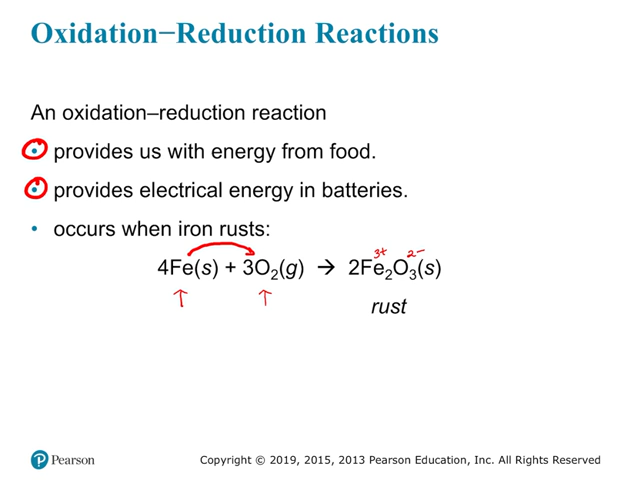 Oxidation−Reduction Reactions
An oxidation–reduction reaction
• provides us with energy from food.
• provides electrical energy in batteries.
• occurs when iron rusts:
3+ 2−
4Fe(s) + 3O₂(g) → 2Fe₂O₃(s)
rust
Pearson
Copyright © 2019, 2015, 2013 Pearson Education, Inc. All Rights Reserved